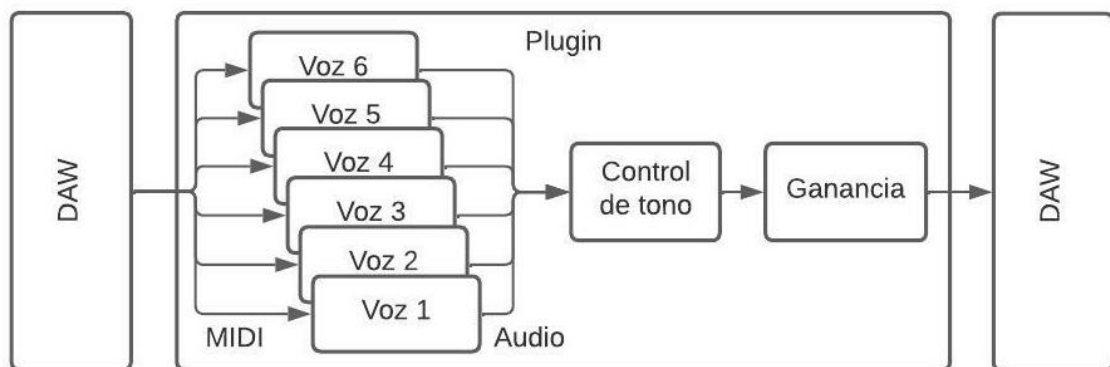 DAW
Plugin
Voz 6
Voz 5
Voz 4
Voz 3
Voz 2
Voz 1
MIDI
Audio
Control
de tono
Ganancia
DAW